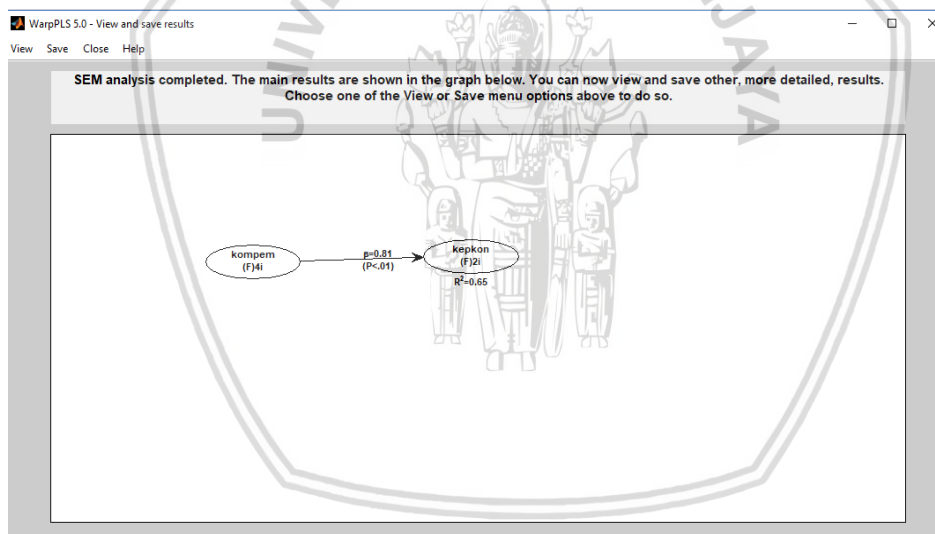 WarpPLS 5.0 - View and save results
View Save Close Help
SEM analysis completed. The main results are shown in the graph below. You can now view and save other, more detailed, results.
Choose one of the View or Save menu options above to do so.
UNIV
JAYA
kompem
(F)4i
β=0.81
(P<.01)
kepkon
(F)2i
R²=0.65